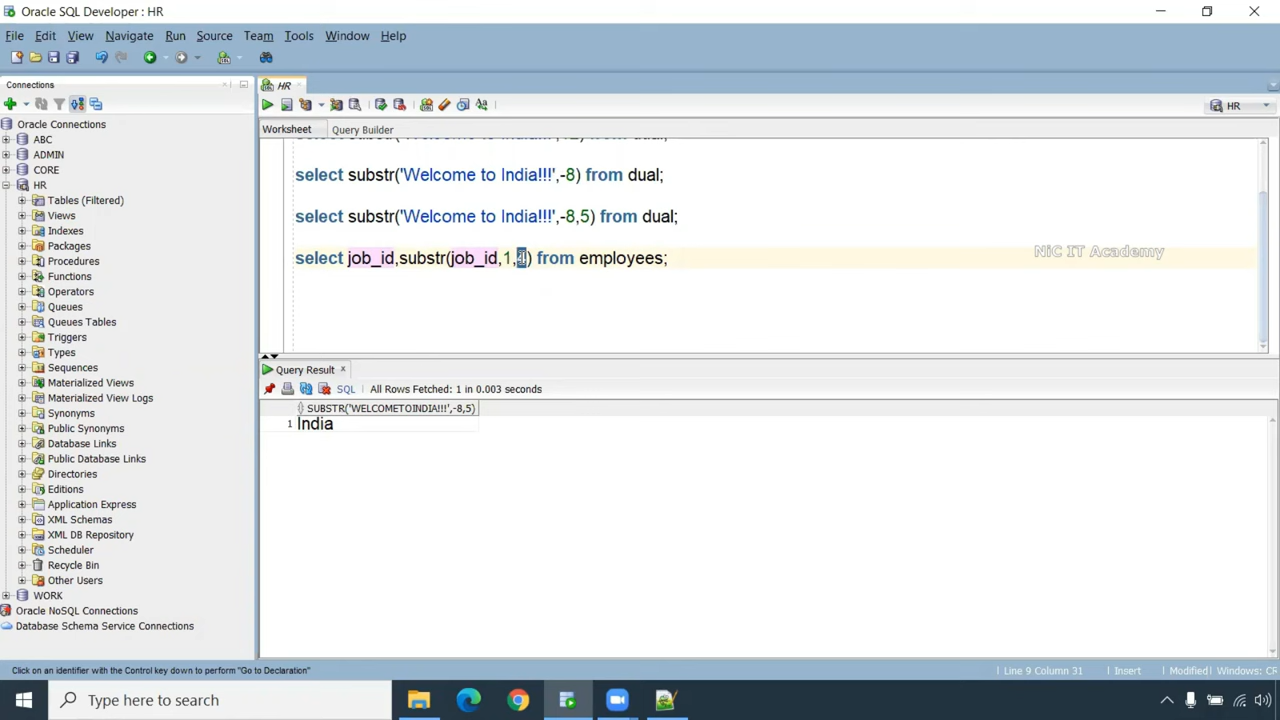 Oracle SQL Developer : HR
File Edit View Navigate Run Source Team Tools Window Help
Connections
HR
HR
Oracle Connections
ABC
ADMIN
CORE
HR
Tables (Filtered)
Views
Indexes
Packages
Procedures
Functions
Operators
Queues
Queues Tables
Triggers
Types
Sequences
Materialized Views
Materialized View Logs
Synonyms
Public Synonyms
Database Links
Public Database Links
Directories
Editions
Application Express
XML Schemas
XML DB Repository
Scheduler
Recycle Bin
Other Users
WORK
Oracle NoSQL Connections
Database Schema Service Connections
Worksheet Query Builder
select substr('Welcome to India!!!',-8) from dual;
select substr('Welcome to India!!!',-8,5) from dual;
select job_id,substr(job_id,1,4) from employees;
NiC IT Academy
Query Result
SQL All Rows Fetched: 1 in 0.003 seconds
SUBSTR('WELCOMETOINDIA!!!',-8,5)
1 India
Click on an identifier with the Control key down to perform "Go to Declaration"
Line 9 Column 31 Insert Modified Windows: CR
Type here to search